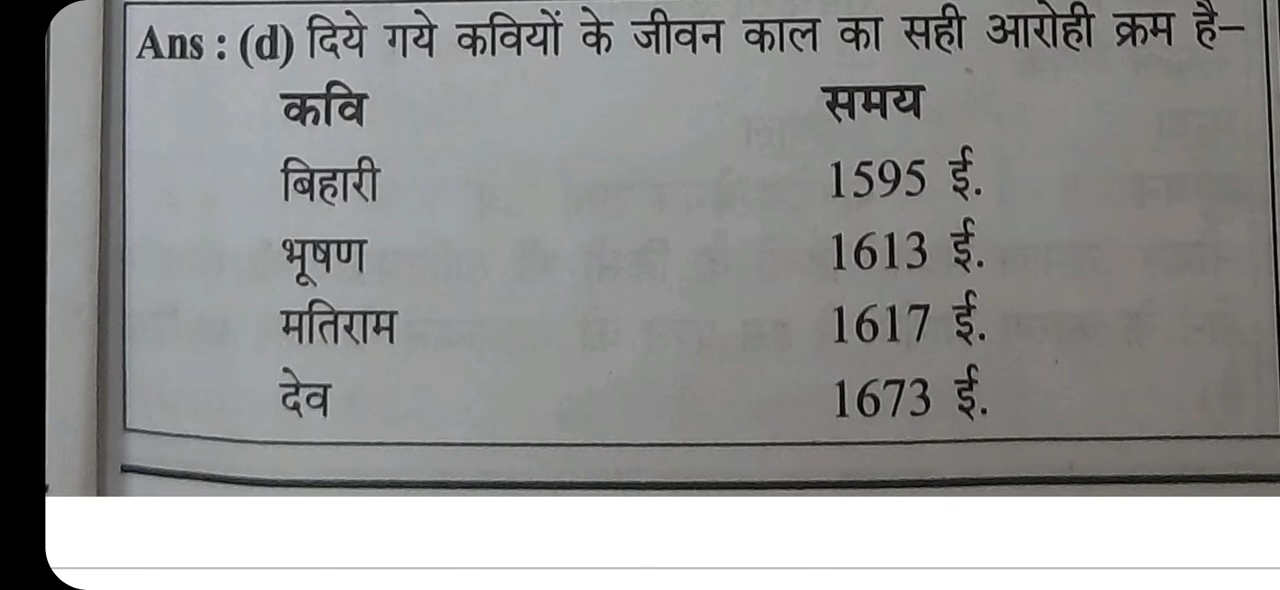 Ans : (d) दिये गये कवियों के जीवन काल का सही आरोही क्रम है–
कवि समय
बिहारी 1595 ई.
भूषण 1613 ई.
मतिराम 1617 ई.
देव 1673 ई.